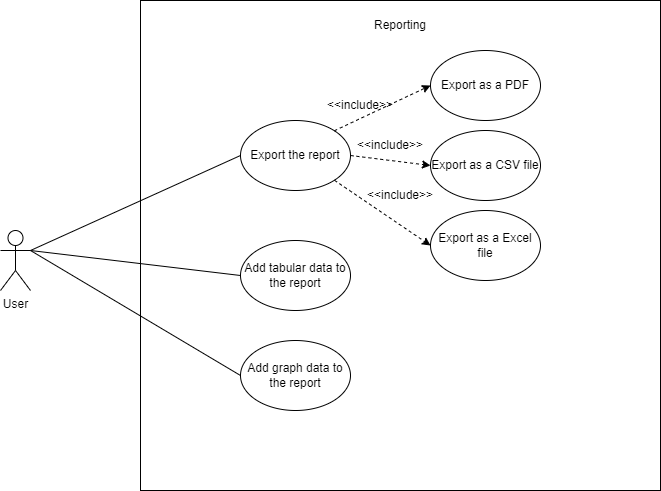 Reporting
Export as a PDF
<<include>>
<<include>>
Export the report
Export as a CSV file
<<include>>
Export as a Excel
file
User
Add tabular data to
the report
Add graph data to
the report